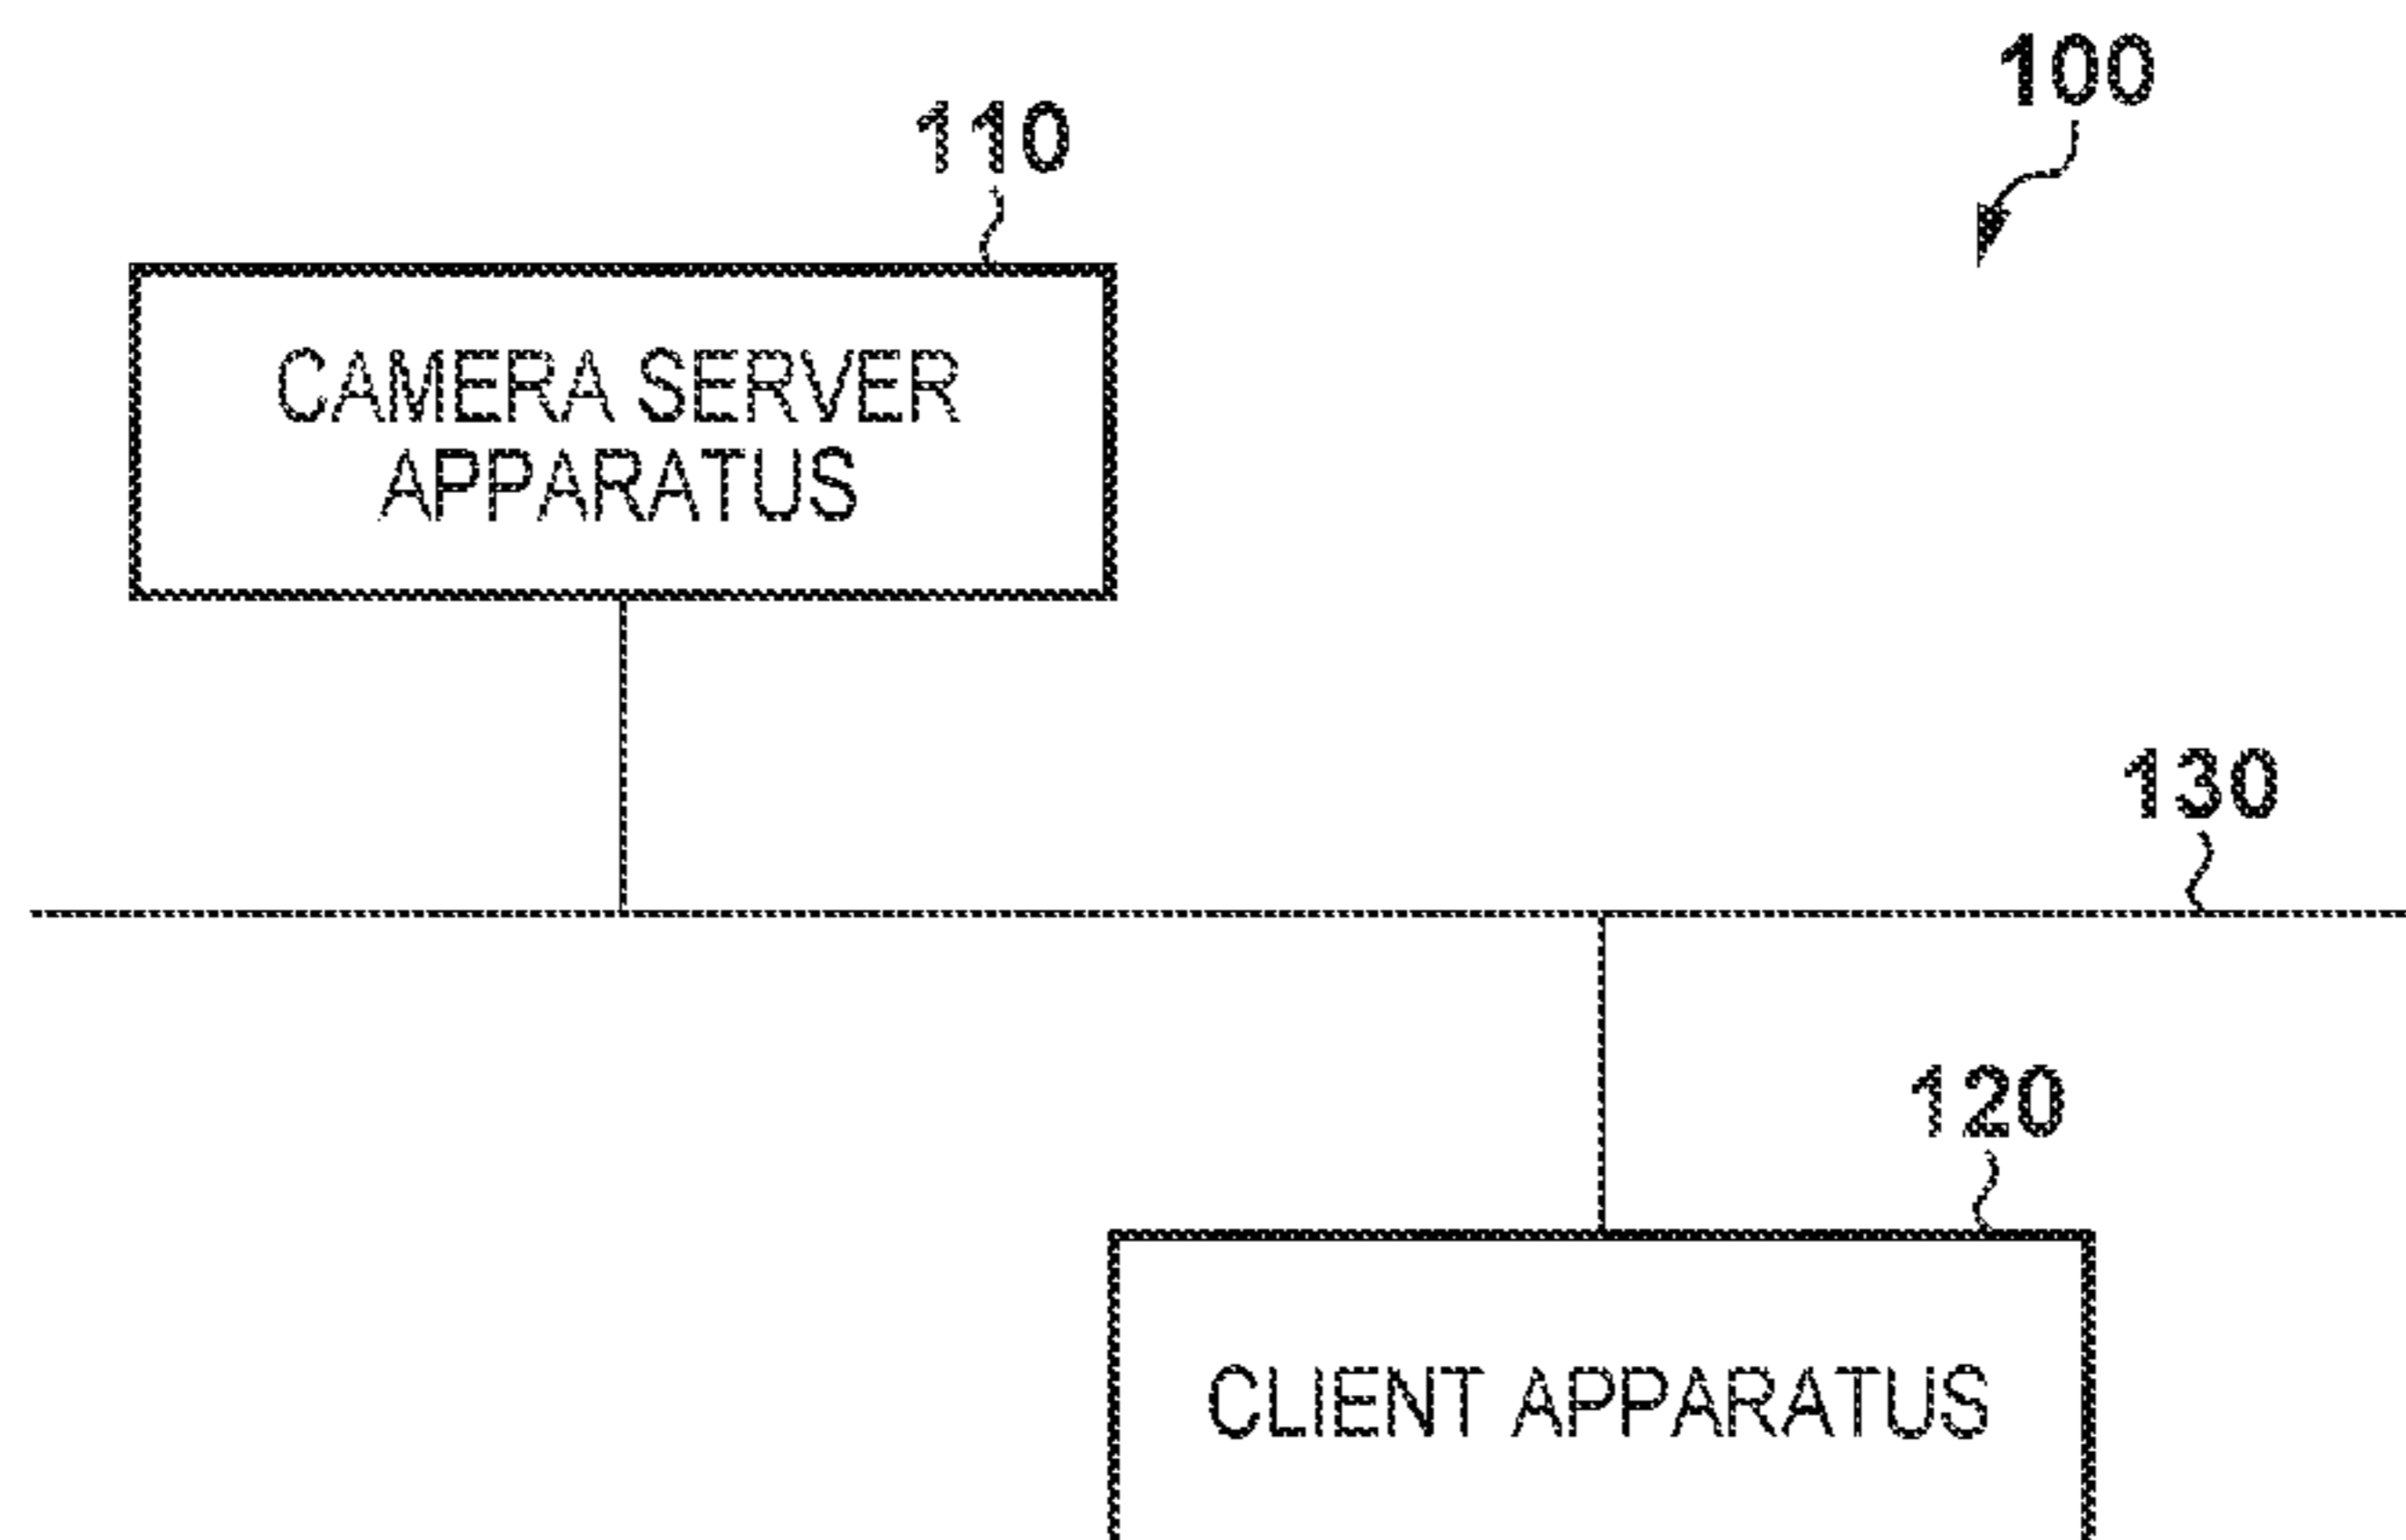 100
110
CAMERA SERVER
APPARATUS
130
120
CLIENT APPARATUS